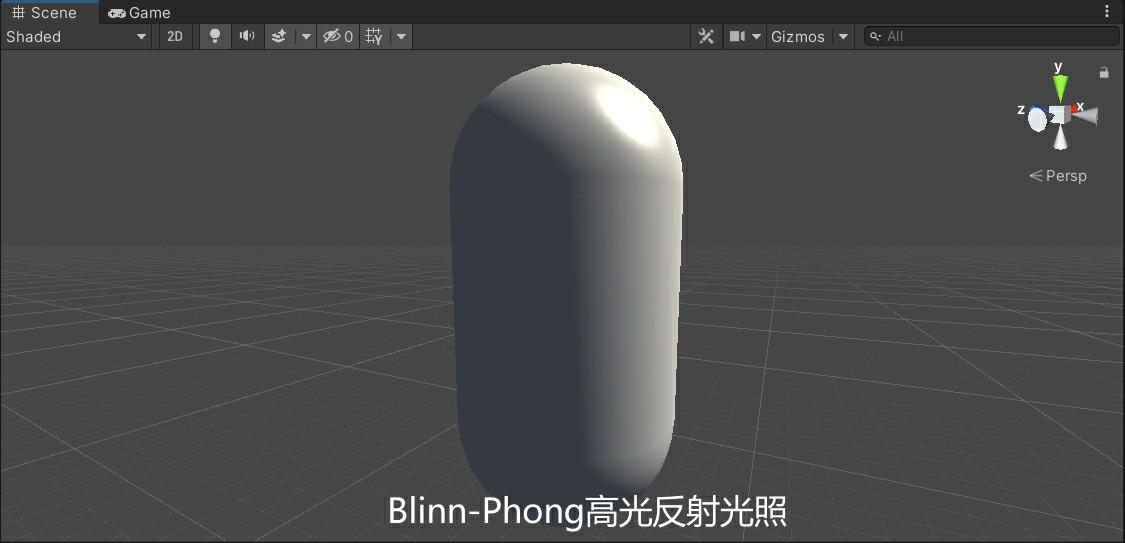 Scene Game
Shaded 2D 0 Gizmos All
y
z x
Persp
Blinn-Phong高光反射光照